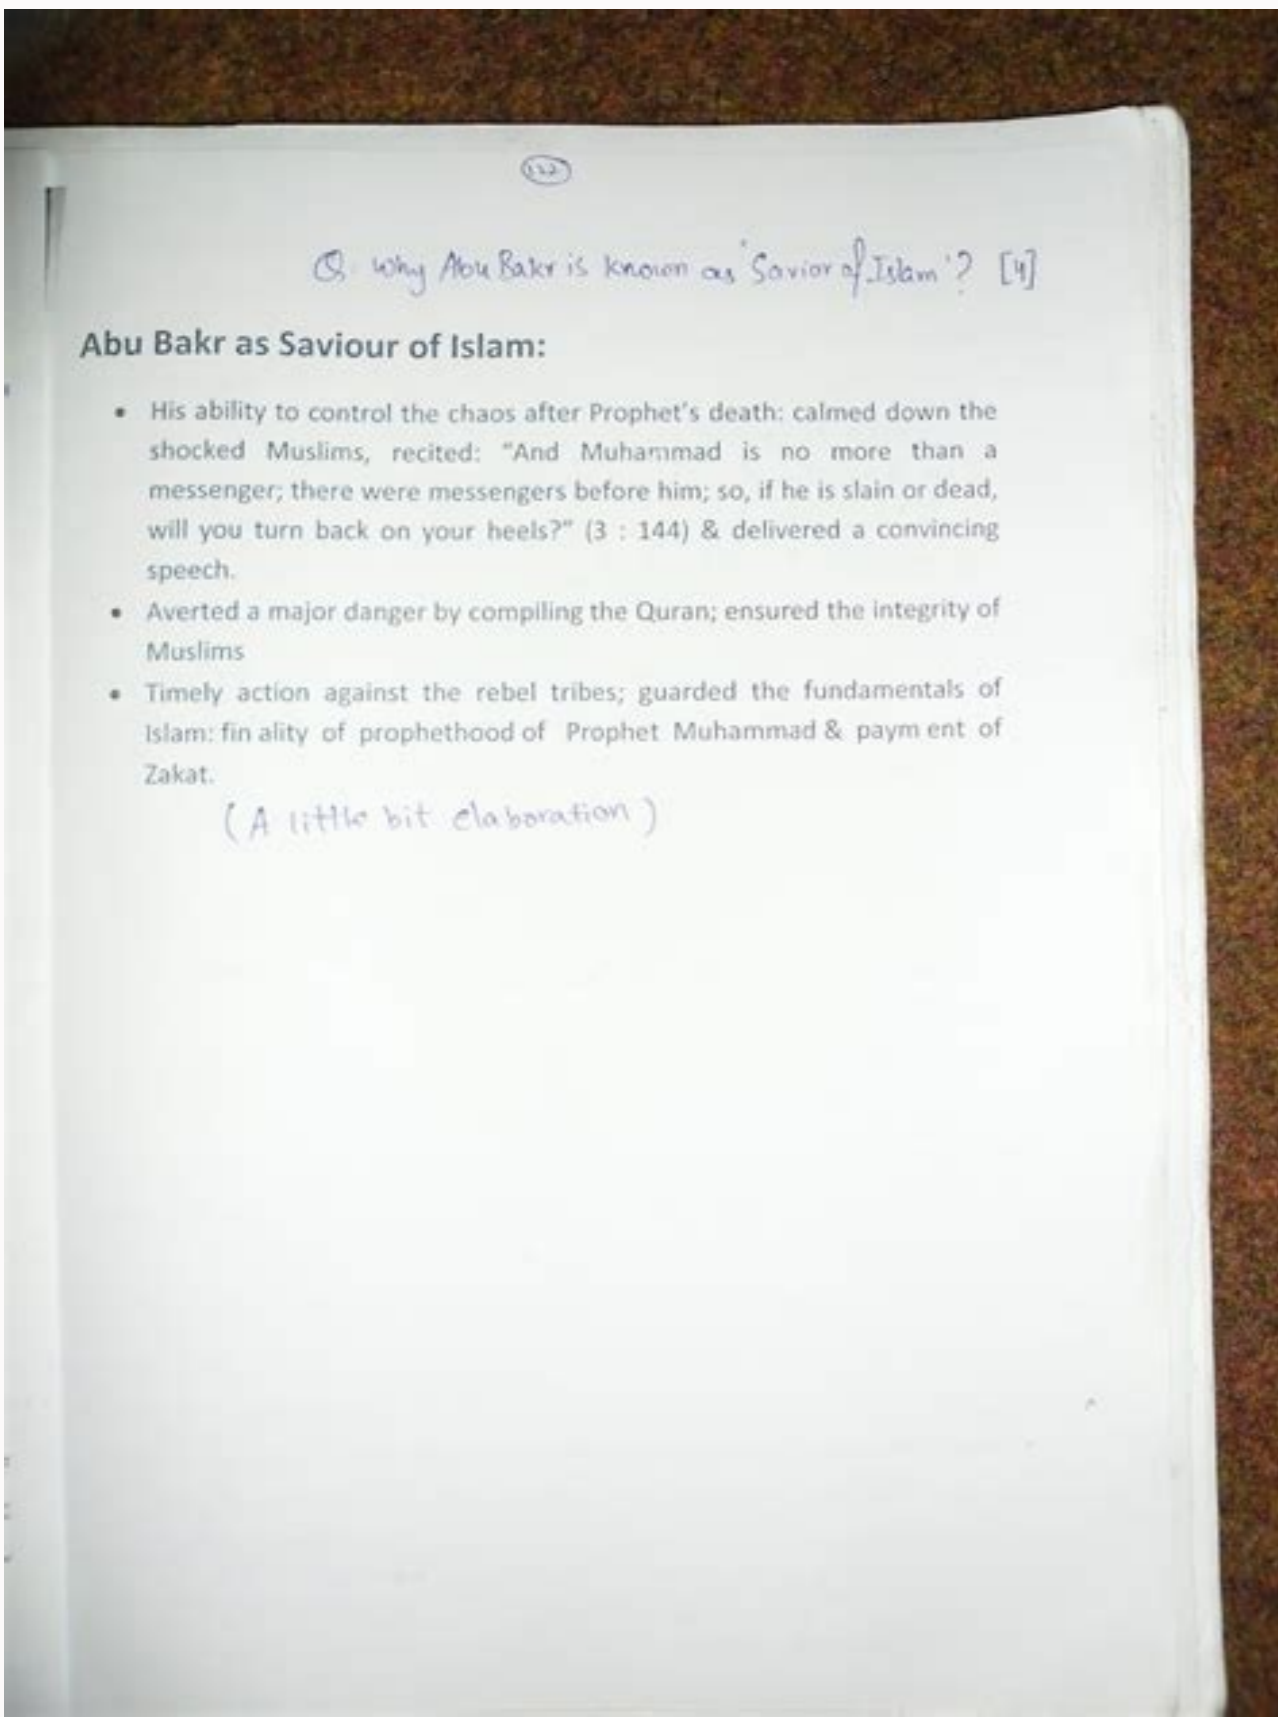 122
Q. Why Abu Bakr is known as 'Savior of Islam'? [4]
Abu Bakr as Saviour of Islam:
• His ability to control the chaos after Prophet's death: calmed down the
shocked Muslims, recited: "And Muhammad is no more than a
messenger; there were messengers before him; so, if he is slain or dead,
will you turn back on your heels?" (3 : 144) & delivered a convincing
speech.
• Averted a major danger by compiling the Quran; ensured the integrity of
Muslims
• Timely action against the rebel tribes; guarded the fundamentals of
Islam: fin ality of prophethood of Prophet Muhammad & paym ent of
Zakat.
(A little bit elaboration)